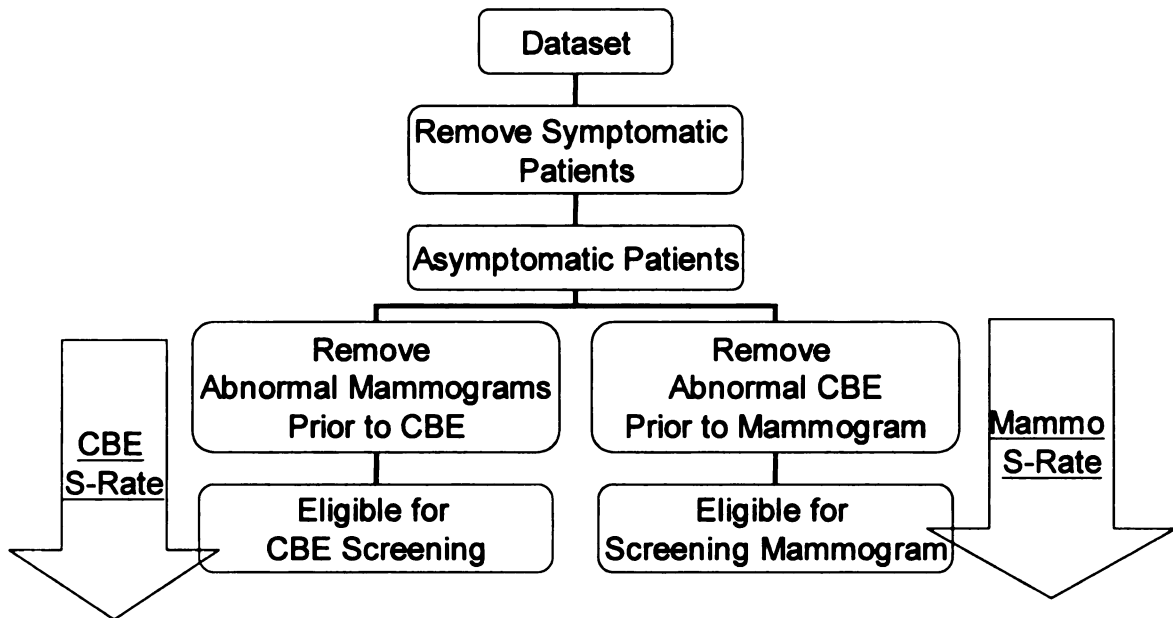 Dataset
Remove Symptomatic
Patients
Asymptomatic Patients
Remove
Abnormal Mammograms
Prior to CBE
Remove
Abnormal CBE
Prior to Mammogram
CBE
S-Rate
Mammo
S-Rate
Eligible for
CBE Screening
Eligible for
Screening Mammogram